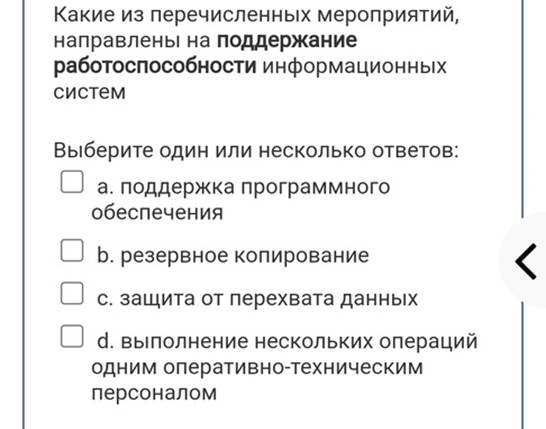 Какие из перечисленных мероприятий,
направлены на поддержание
работоспособности информационных
систем
Выберите один или несколько ответов:
a. поддержка программного
обеспечения
b. резервное копирование
c. защита от перехвата данных
d. выполнение нескольких операций
одним оперативно-техническим
персоналом